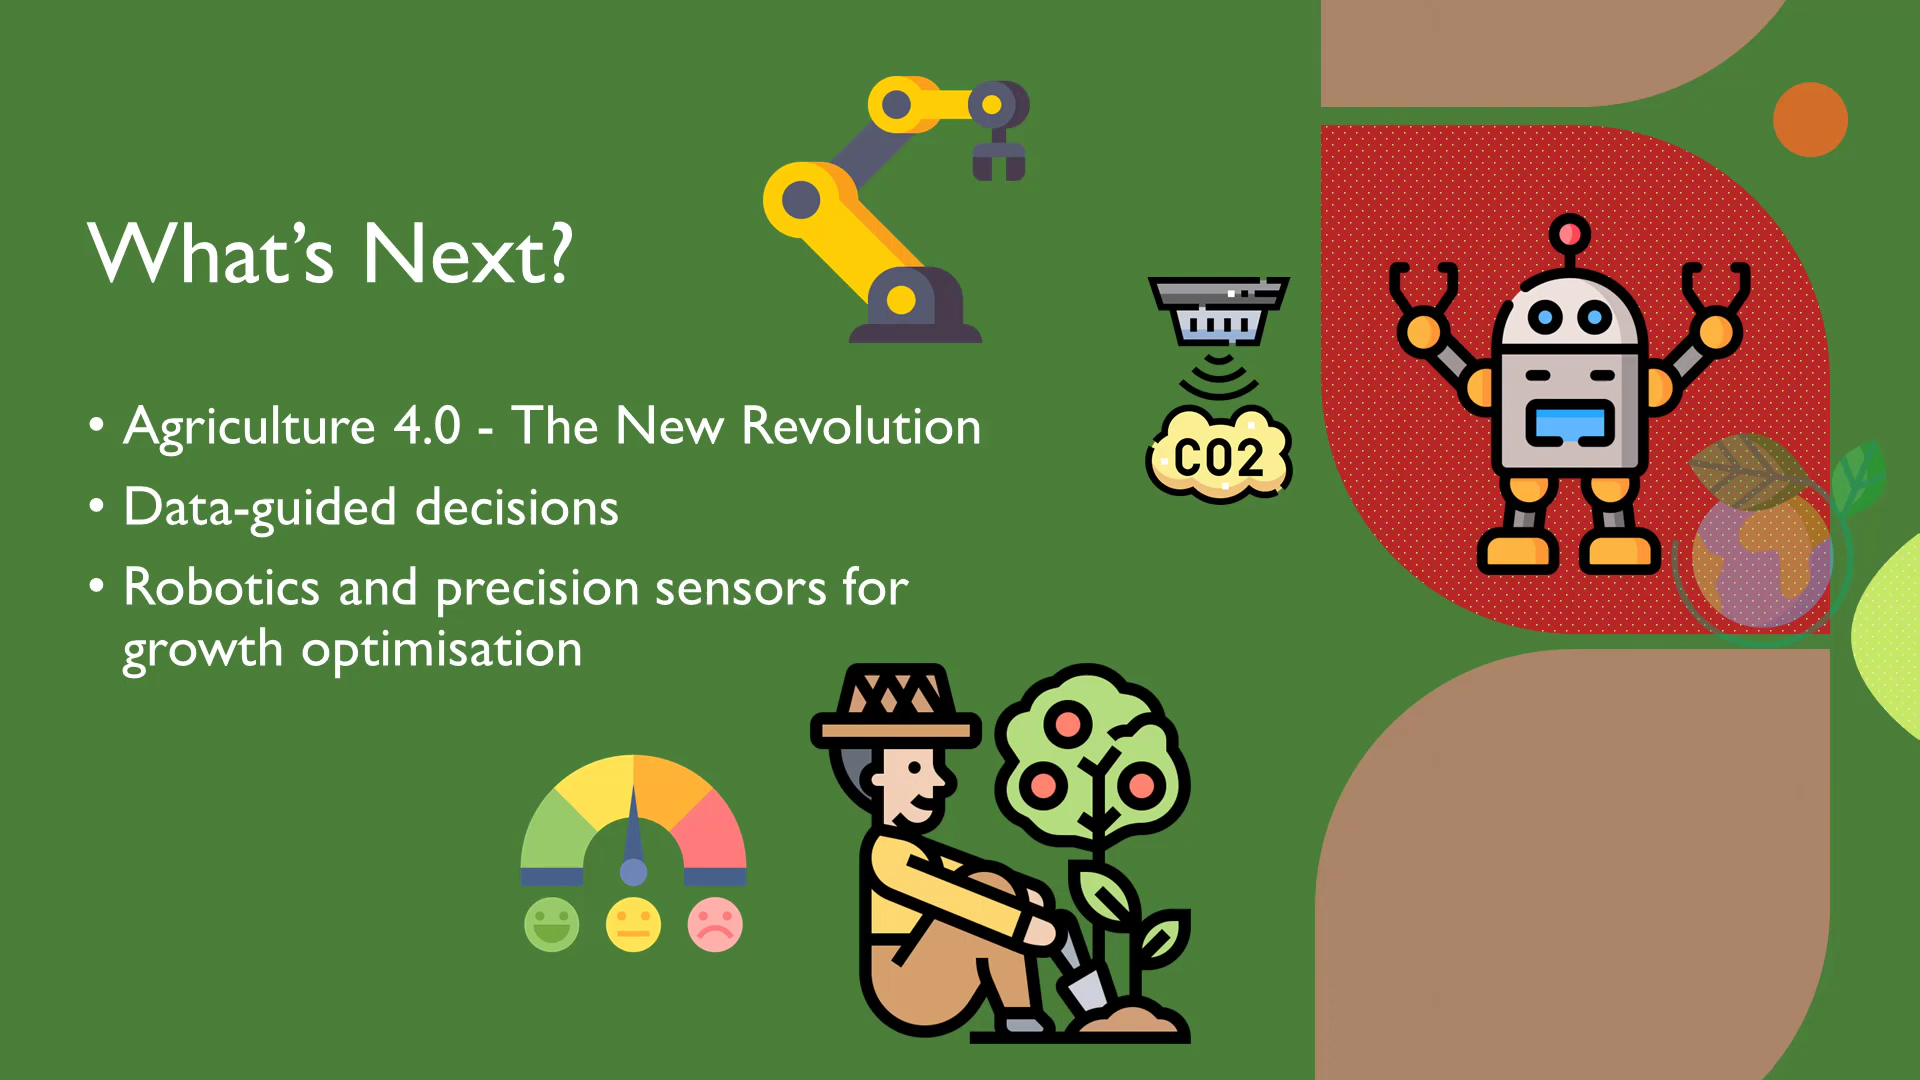 What's Next?
• Agriculture 4.0 - The New Revolution
• Data-guided decisions
• Robotics and precision sensors for
growth optimisation
CO2